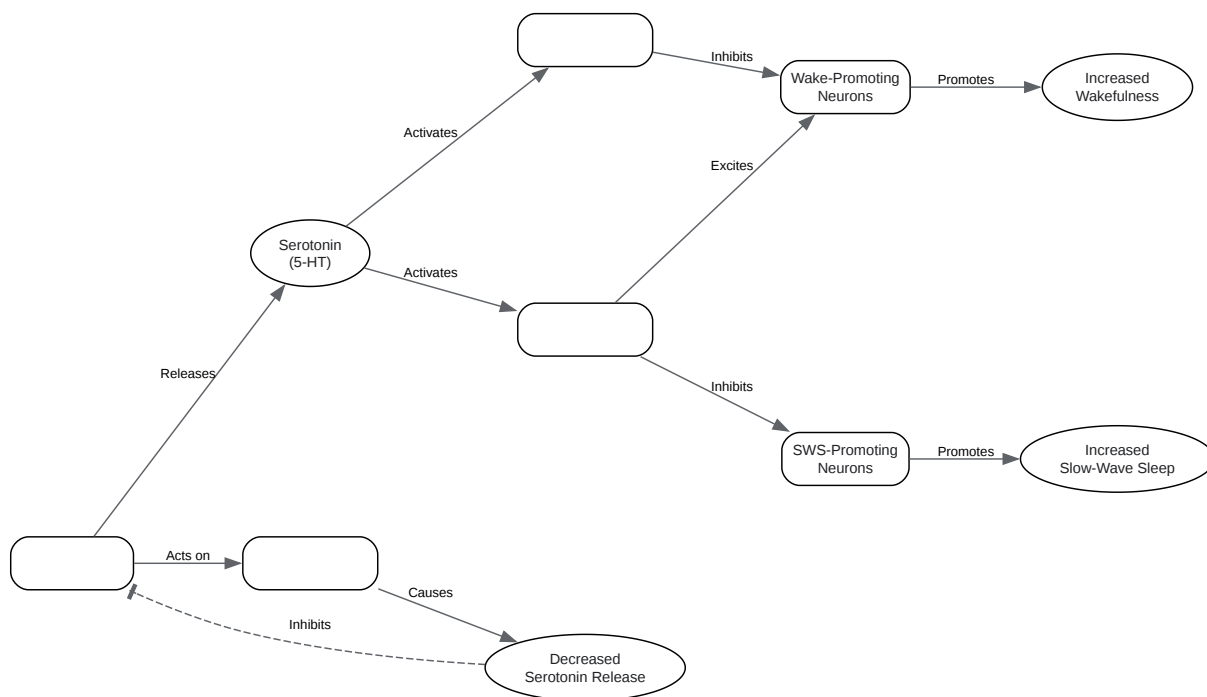 Inhibits
Wake-Promoting
Neurons
Promotes
Increased
Wakefulness
Activates
Excites
Serotonin
(5-HT)
Activates
Releases
Inhibits
SWS-Promoting
Neurons
Promotes
Increased
Slow-Wave Sleep
Acts on
Causes
Inhibits
Decreased
Serotonin Release